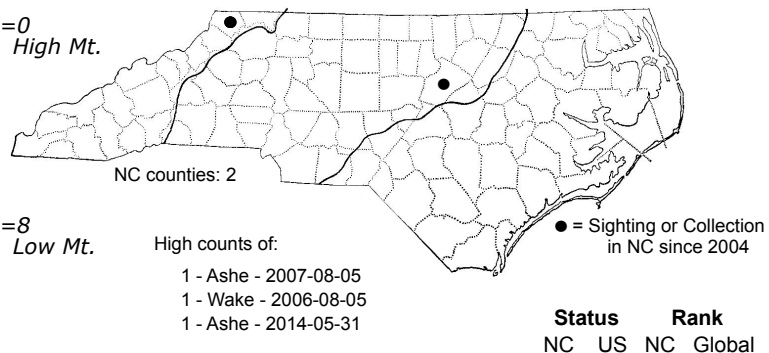 =0
High Mt.
NC counties: 2
=8
Low Mt.
High counts of:
1 - Ashe - 2007-08-05
1 - Wake - 2006-08-05
1 - Ashe - 2014-05-31
● = Sighting or Collection
in NC since 2004
Status Rank
NC US NC Global